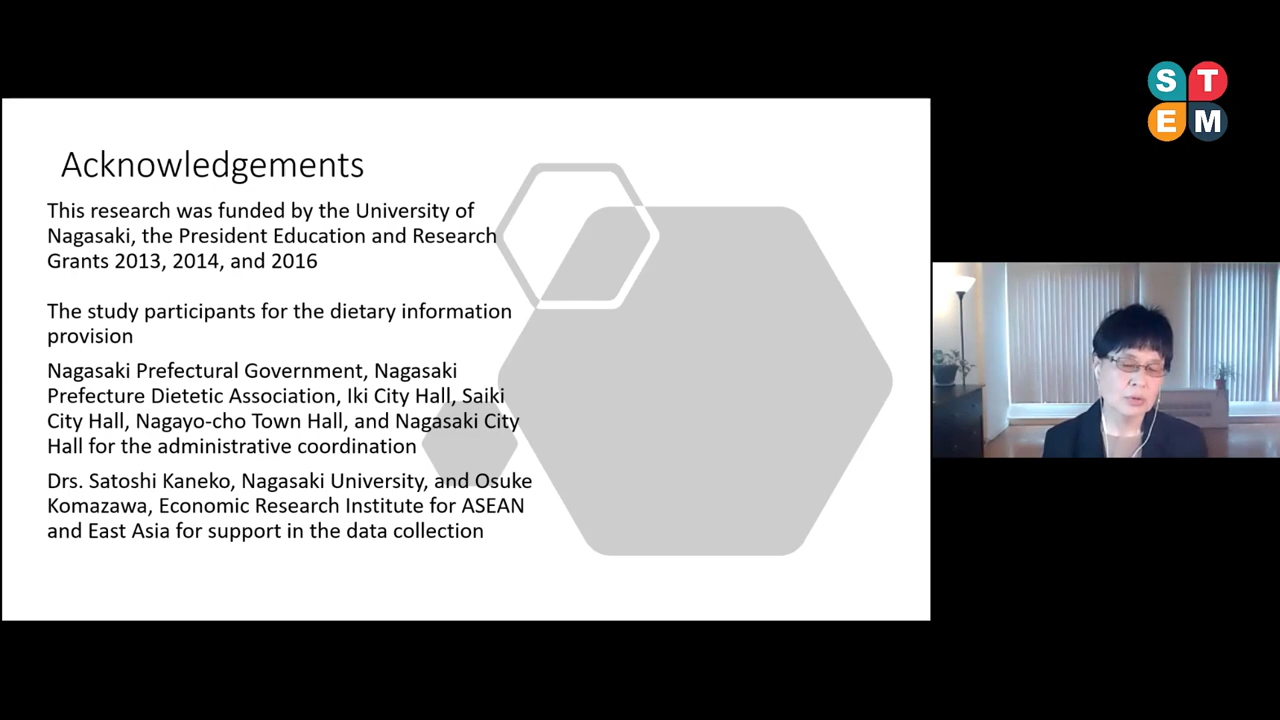 S T
E M
Acknowledgements
This research was funded by the University of
Nagasaki, the President Education and Research
Grants 2013, 2014, and 2016
The study participants for the dietary information
provision
Nagasaki Prefectural Government, Nagasaki
Prefecture Dietetic Association, Iki City Hall, Saiki
City Hall, Nagayo-cho Town Hall, and Nagasaki City
Hall for the administrative coordination
Drs. Satoshi Kaneko, Nagasaki University, and Osuke
Komazawa, Economic Research Institute for ASEAN
and East Asia for support in the data collection